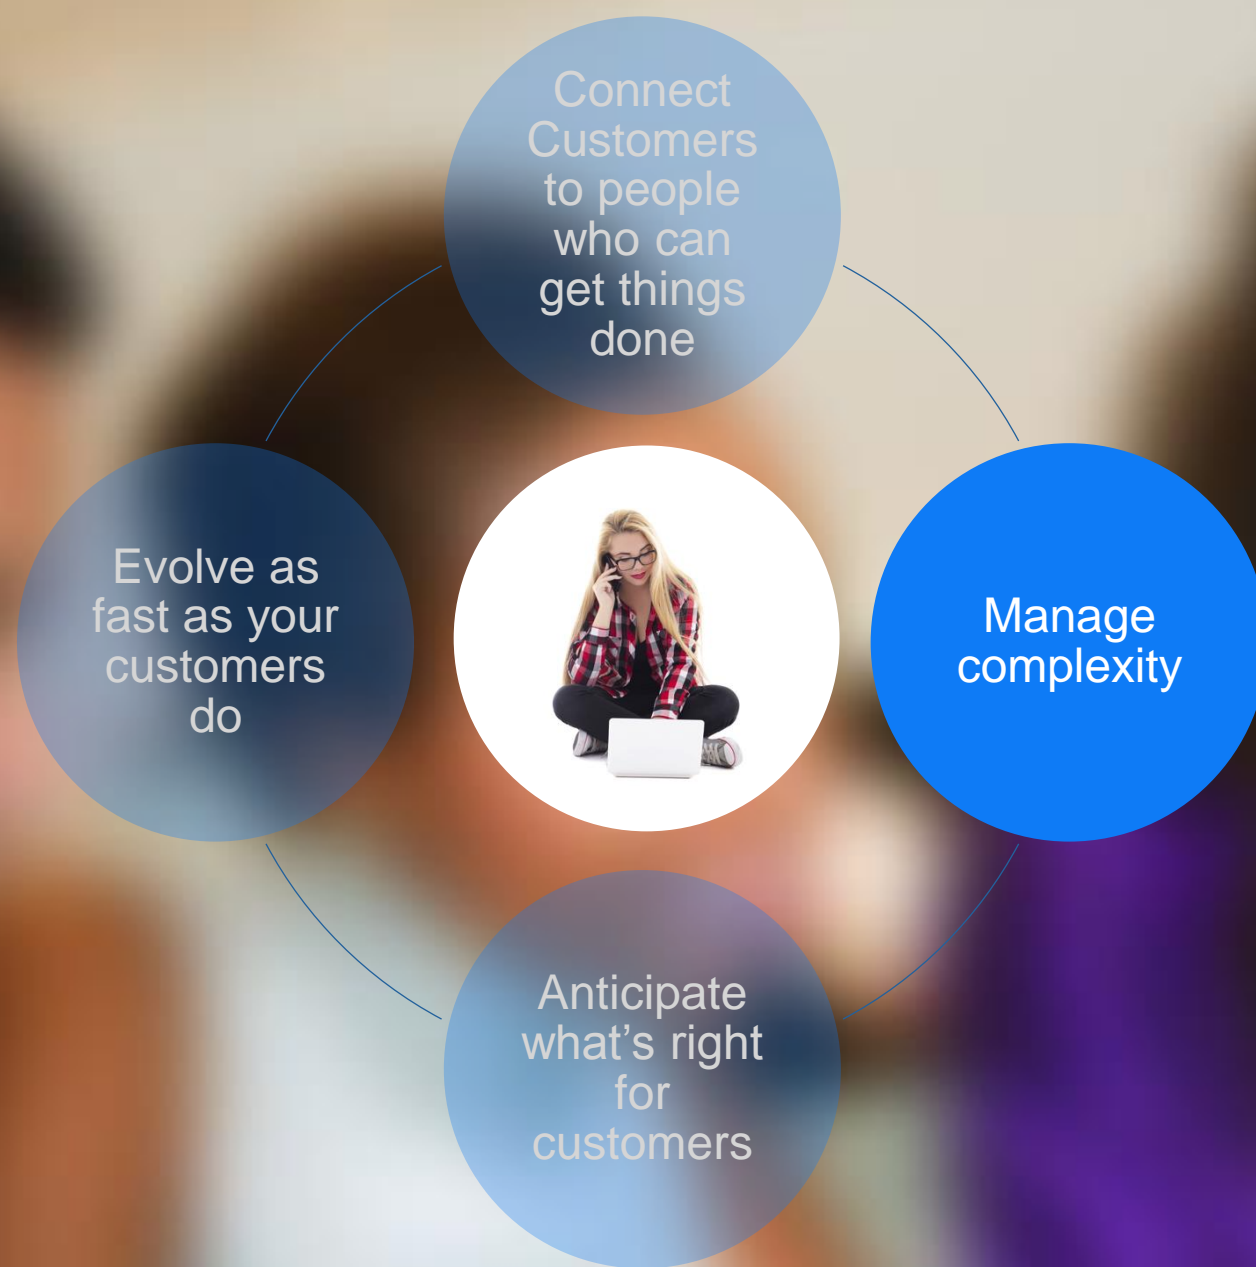 Connect
Customers
to people
who can
get things
done
Evolve as
fast as your
customers
do
Manage
complexity
Anticipate
what’s right
for
customers